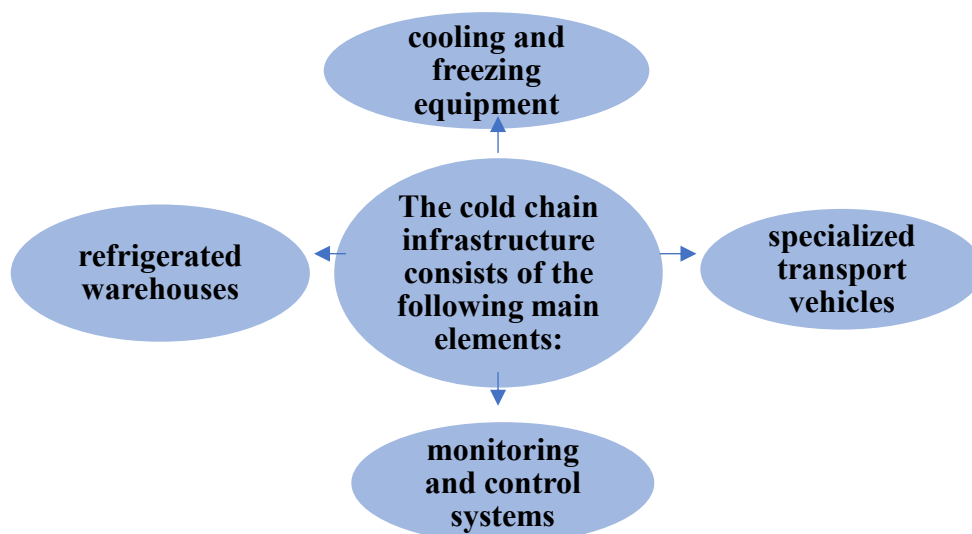 cooling and
freezing
equipment
The cold chain
infrastructure
consists of the
following main
elements:
refrigerated
warehouses
specialized
transport
vehicles
monitoring
and control
systems